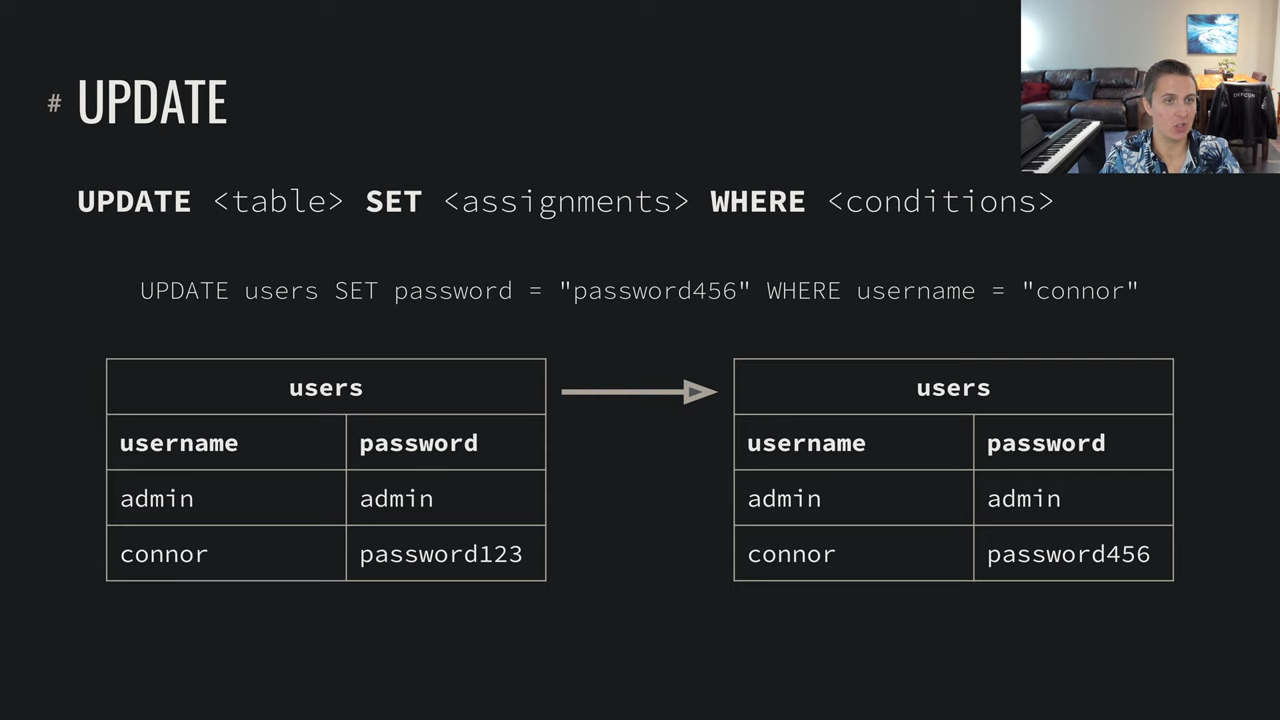 # UPDATE
DEFCON
UPDATE <table> SET <assignments> WHERE <conditions>
UPDATE users SET password = "password456" WHERE username = "connor"
users
username password
admin admin
connor password123
users
username password
admin admin
connor password456